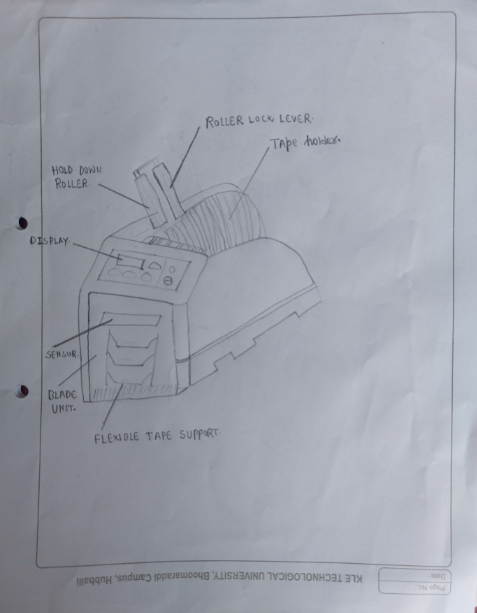 ROLLER LOCK LEVER.
Tape holder.
HOLD DOWN
ROLLER
DISPLAY
SENSOR
BLADE
UNIT.
FLEXIBLE TAPE SUPPORT
KLE TECHNOLOGICAL UNIVERSITY, Bhoomaraddi Campus, Hubballi
Page No.:
Date: